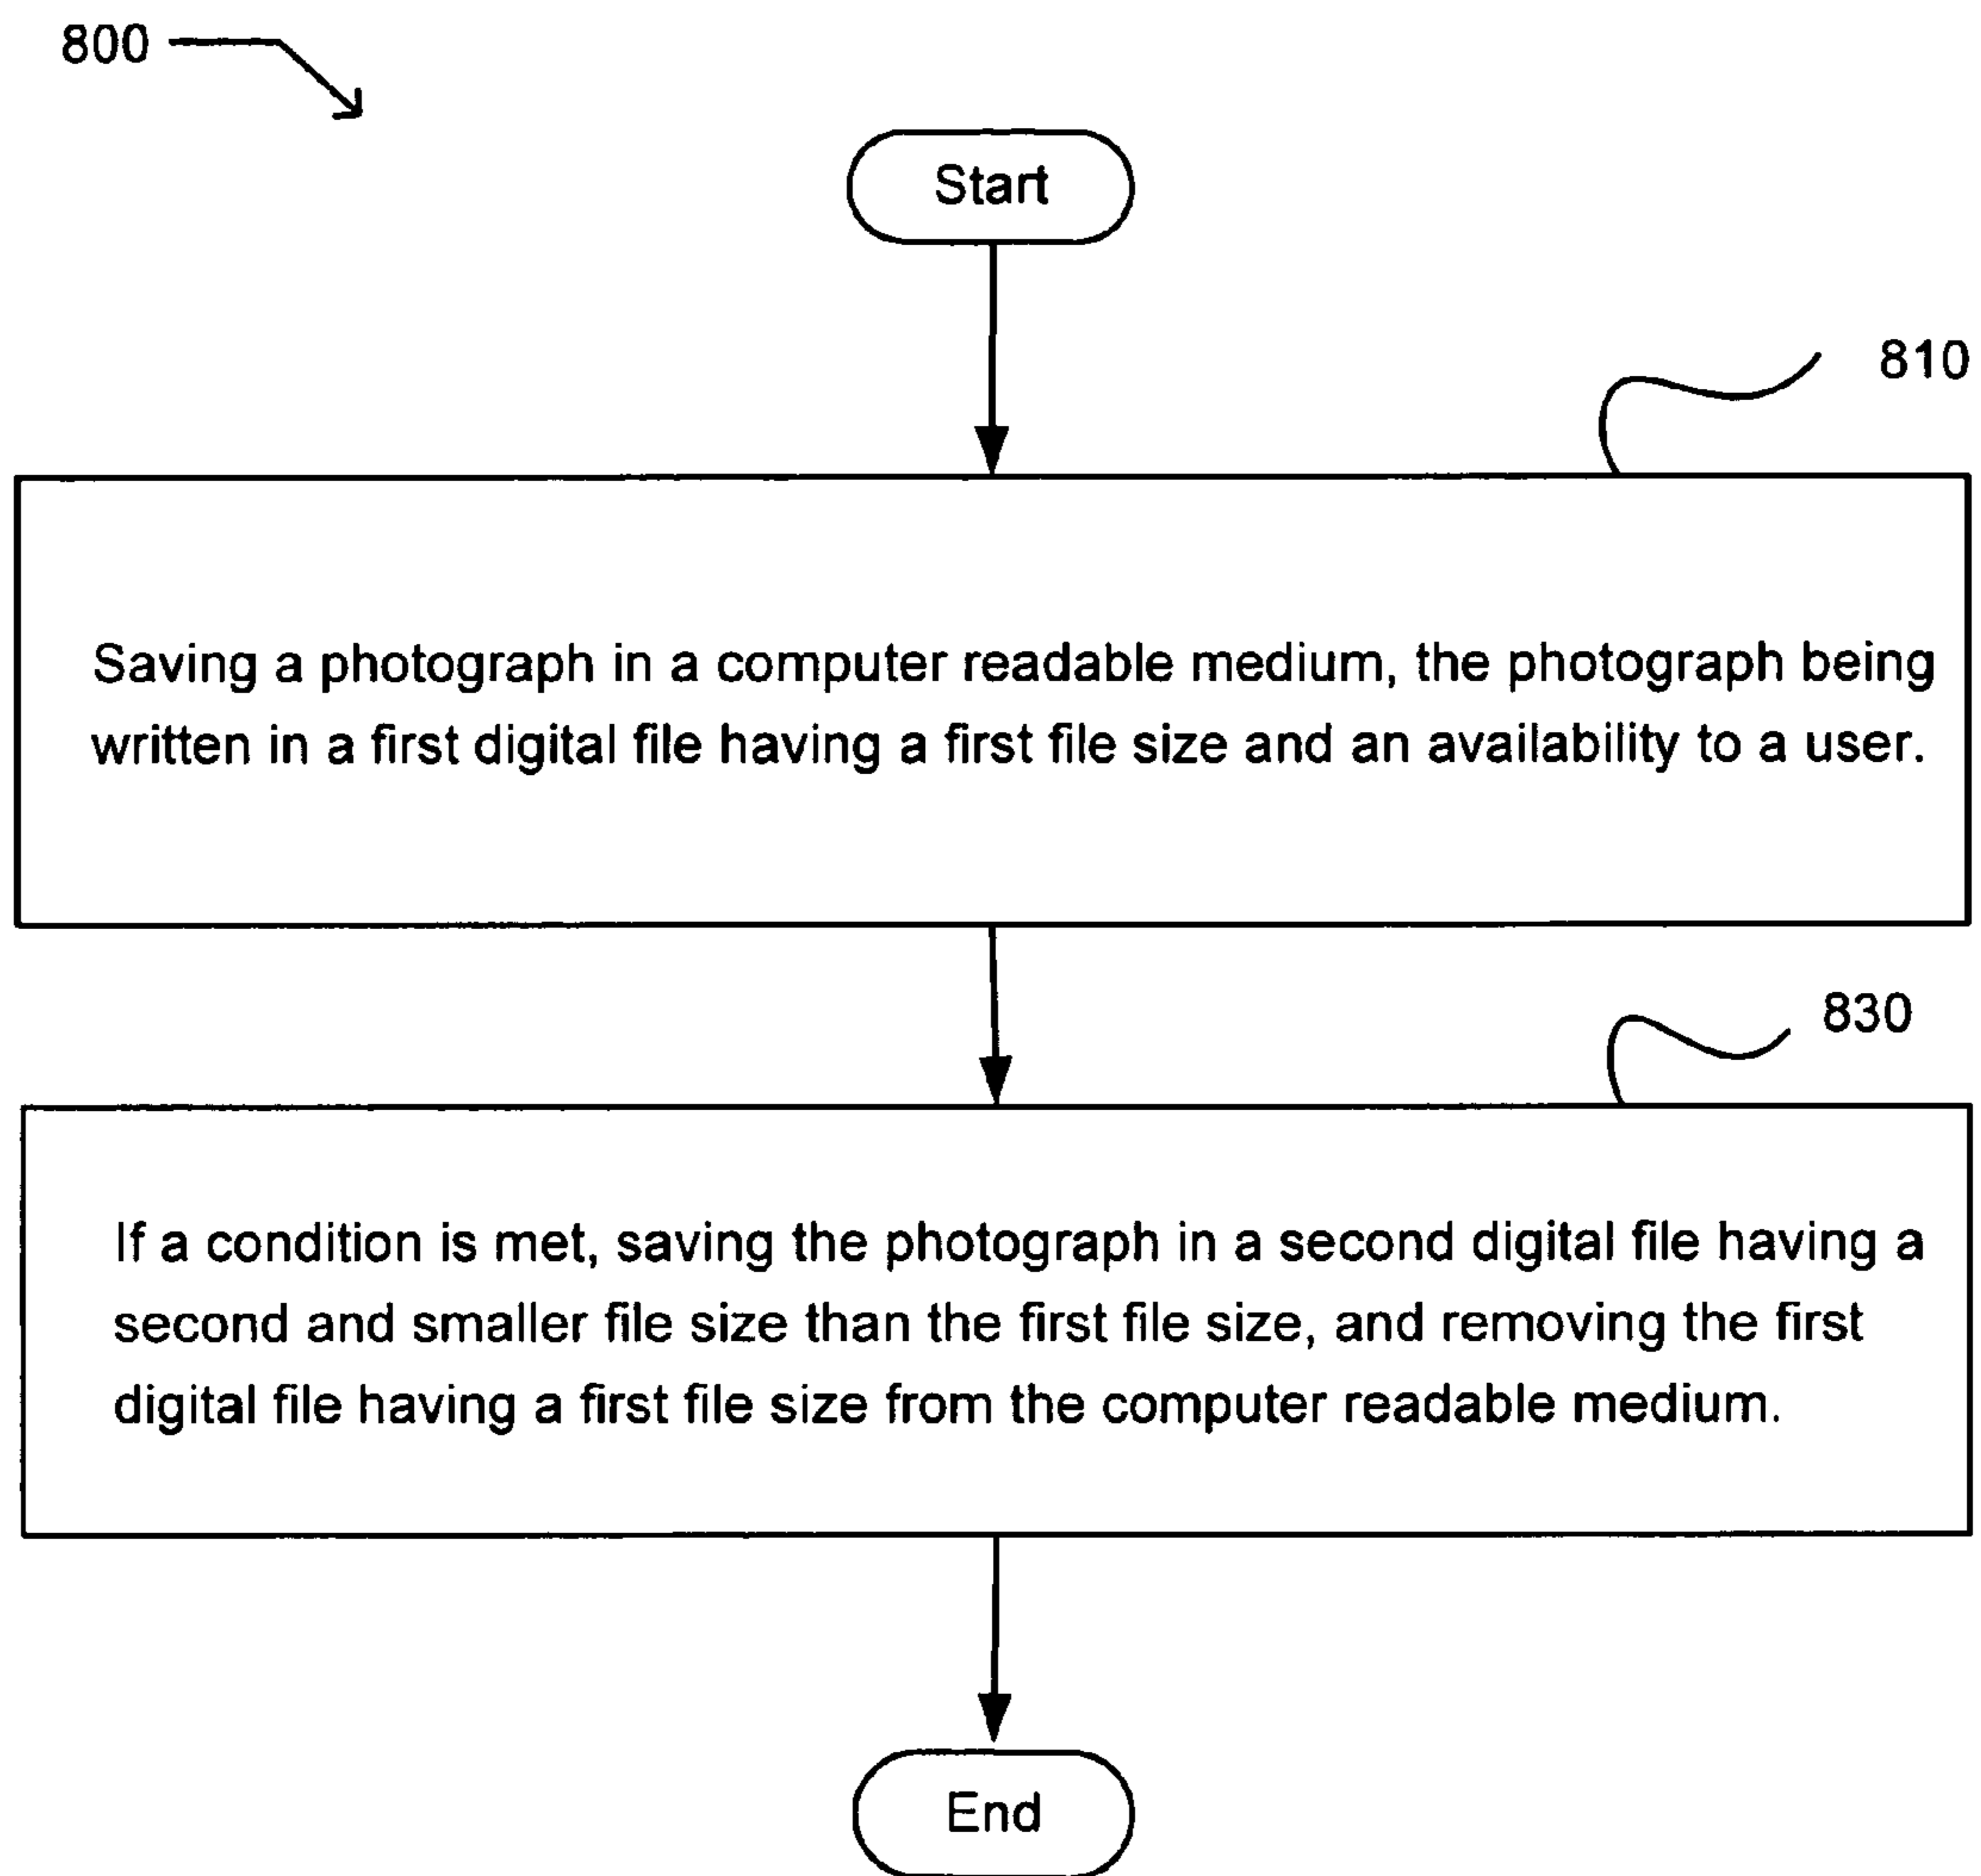 800
Start
810
Saving a photograph in a computer readable medium, the photograph being
written in a first digital file having a first file size and an availability to a user.
830
If a condition is met, saving the photograph in a second digital file having a
second and smaller file size than the first file size, and removing the first
digital file having a first file size from the computer readable medium.
End